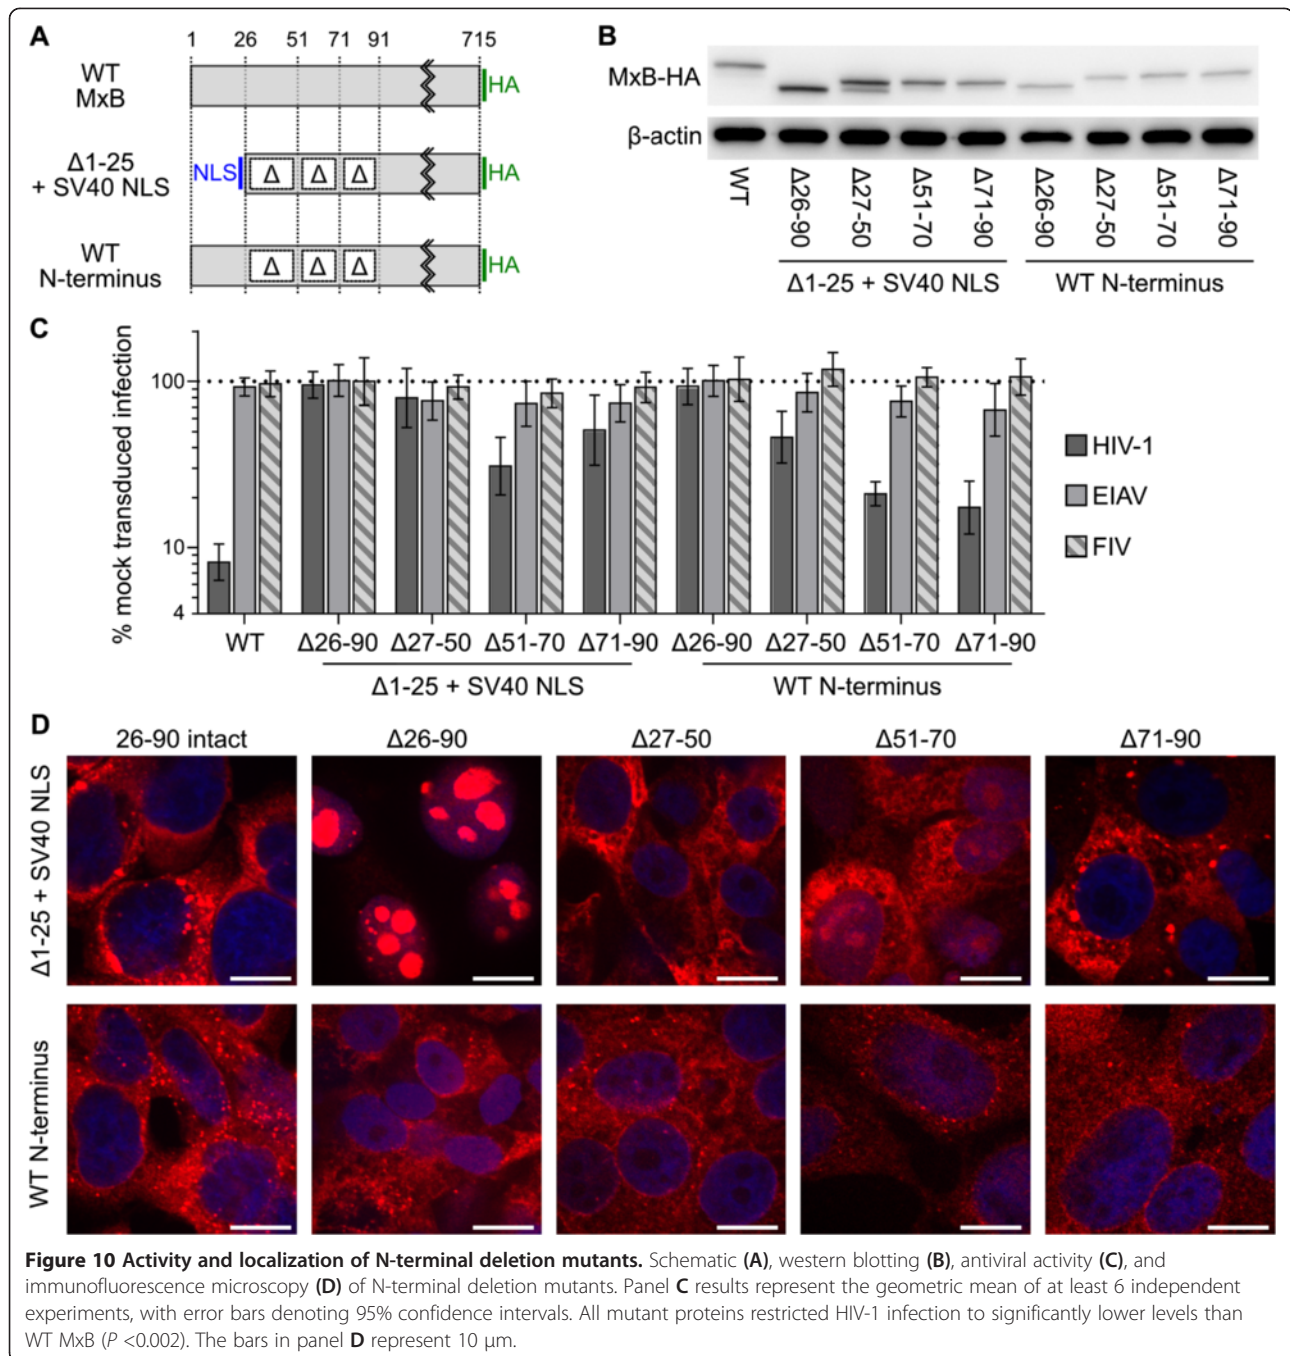 A
1 26 51 71 91 715
WT
MxB
HA
Δ1-25
+ SV40 NLS
NLS
Δ Δ Δ
HA
WT
N-terminus
Δ Δ Δ
HA
B
MxB-HA
β-actin
WT
Δ26-90
Δ27-50
Δ51-70
Δ71-90
Δ26-90
Δ27-50
Δ51-70
Δ71-90
Δ1-25 + SV40 NLS
WT N-terminus
C
% mock transduced infection
100
10
4
WT Δ26-90 Δ27-50 Δ51-70 Δ71-90 Δ26-90 Δ27-50 Δ51-70 Δ71-90
Δ1-25 + SV40 NLS
WT N-terminus
HIV-1
EIAV
FIV
D
26-90 intact Δ26-90 Δ27-50 Δ51-70 Δ71-90
Δ1-25 + SV40 NLS
WT N-terminus
Figure 10 Activity and localization of N-terminal deletion mutants. Schematic (A), western blotting (B), antiviral activity (C), and
immunofluorescence microscopy (D) of N-terminal deletion mutants. Panel C results represent the geometric mean of at least 6 independent
experiments, with error bars denoting 95% confidence intervals. All mutant proteins restricted HIV-1 infection to significantly lower levels than
WT MxB (P <0.002). The bars in panel D represent 10 μm.